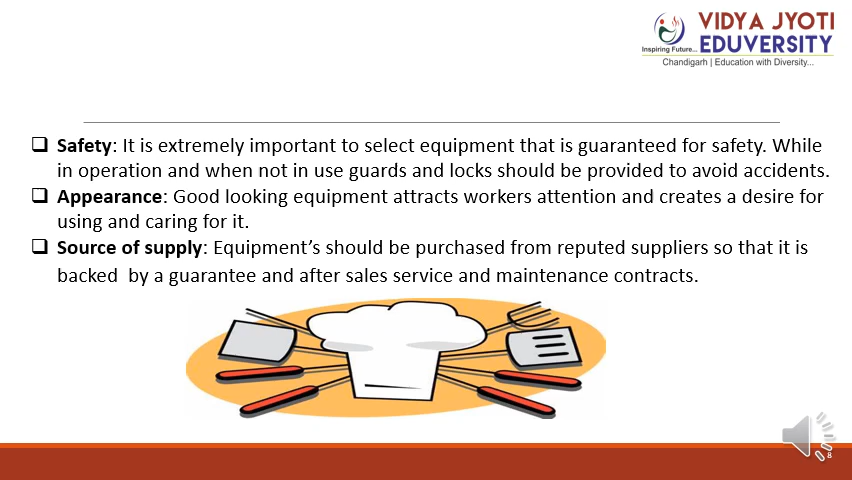 VIDYA JYOTI
EDUVERSITY
Inspiring Future...
Chandigarh | Education with Diversity...
Safety: It is extremely important to select equipment that is guaranteed for safety. While
in operation and when not in use guards and locks should be provided to avoid accidents.
Appearance: Good looking equipment attracts workers attention and creates a desire for
using and caring for it.
Source of supply: Equipment’s should be purchased from reputed suppliers so that it is
backed  by a guarantee and after sales service and maintenance contracts.
8